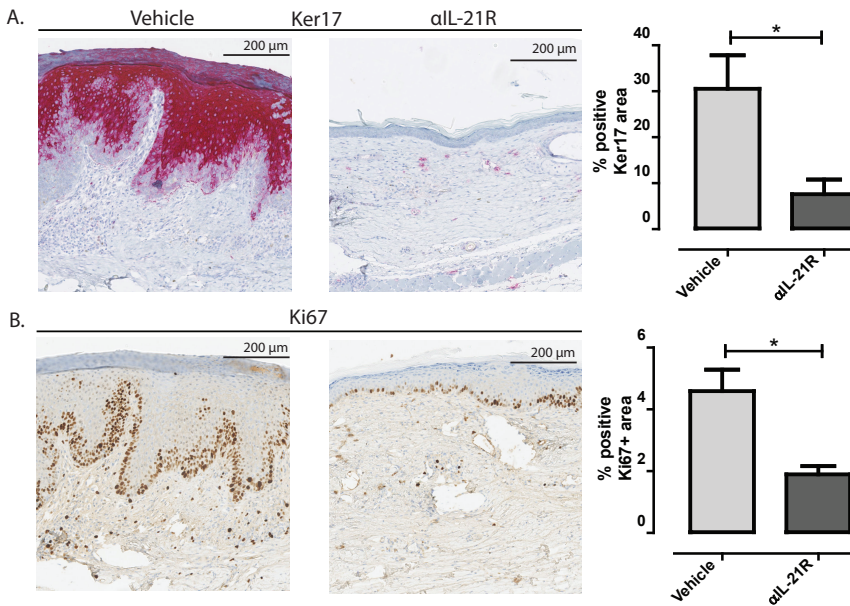 A.
Vehicle Ker17 αIL-21R
200 µm
200 µm
% positive
Ker17 area
40
30
20
10
0
*
Vehicle
αIL-21R
B.
Ki67
200 µm
200 µm
% positive
Ki67+ area
6
4
2
0
*
Vehicle
αIL-21R